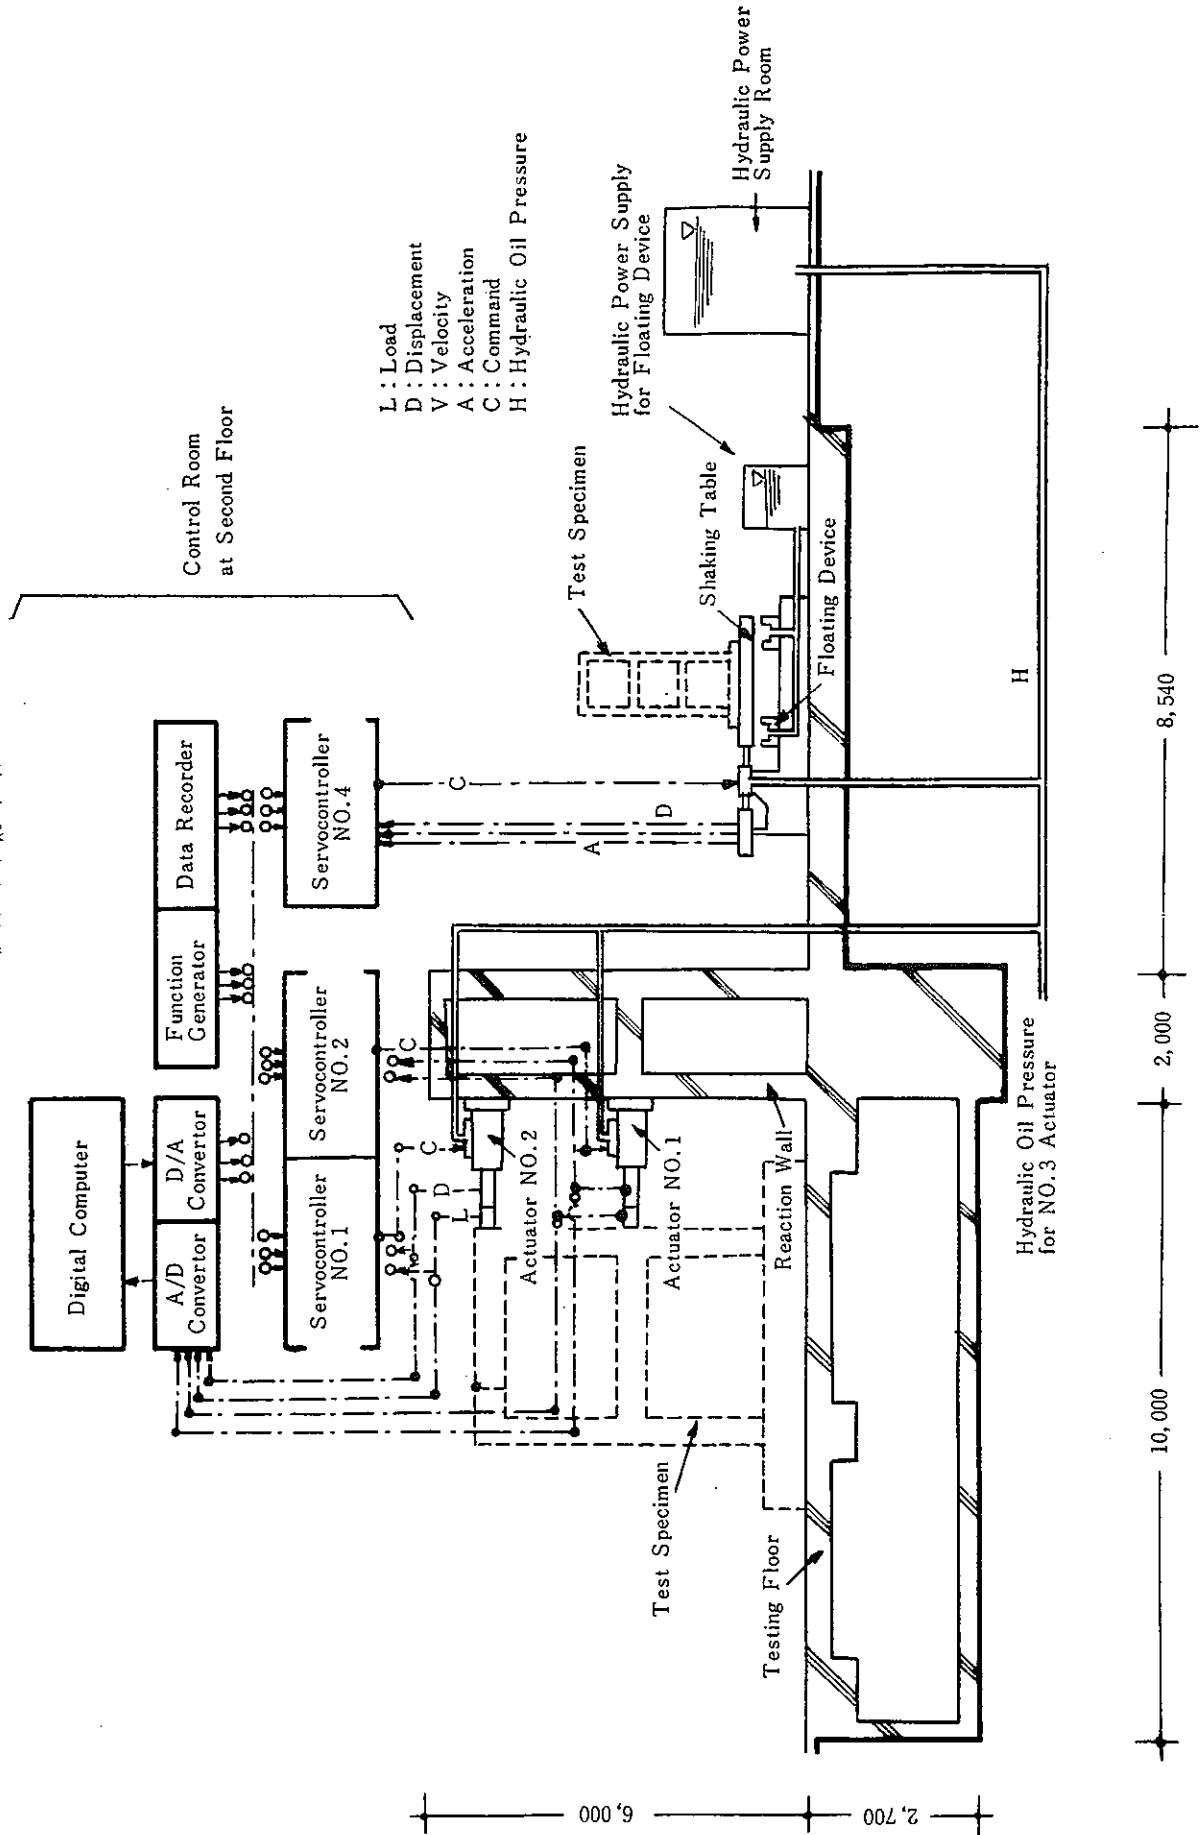 Control Room
at Second Floor
Digital Computer
A/D
Convertor
D/A
Convertor
Function
Generator
Data Recorder
Servocontroller
NO.1
Servocontroller
NO.2
Servocontroller
NO.4
L : Load
D : Displacement
V : Velocity
A : Acceleration
C : Command
H : Hydraulic Oil Pressure
C
C
C
D
L
A
D
Actuator NO.2
Actuator NO.1
Reaction Wall
Test Specimen
Testing Floor
Test Specimen
Shaking Table
Floating Device
Hydraulic Power Supply
for Floating Device
Hydraulic Power
Supply Room
H
Hydraulic Oil Pressure
for NO.3 Actuator
6,000
2,700
10,000
2,000
8,540